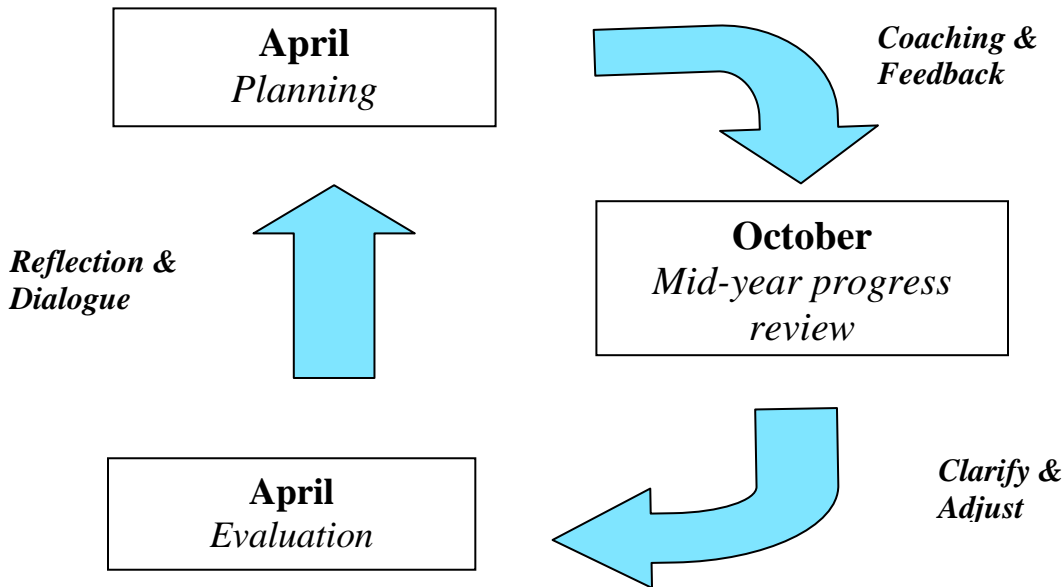 April
Planning
Coaching &
Feedback
October
Mid-year progress
review
Reflection &
Dialogue
April
Evaluation
Clarify &
Adjust